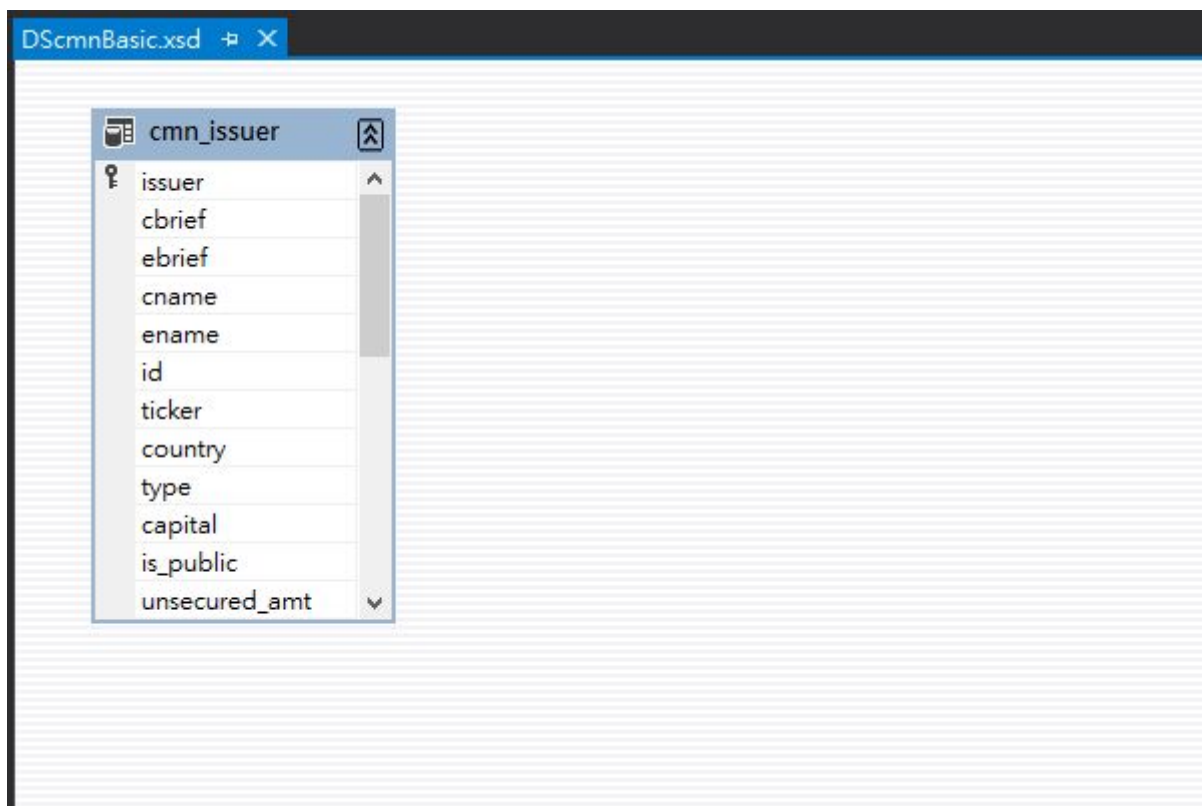 DScmnBasic.xsd
cmn_issuer
issuer
cbrief
ebrief
cname
ename
id
ticker
country
type
capital
is_public
unsecured_amt